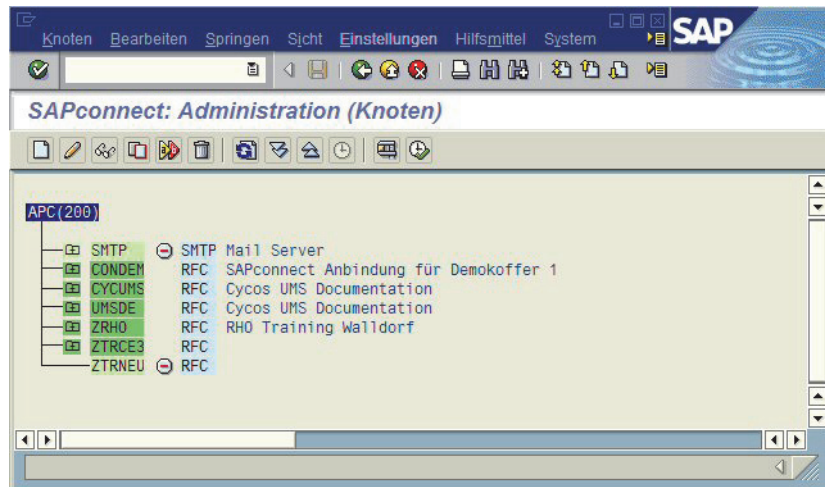 Knoten Bearbeiten Springen Sicht Einstellungen Hilfsmittel System
SAP
SAPconnect: Administration (Knoten)
APC(200)
SMTP SMTP Mail Server
CONDEM RFC SAPconnect Anbindung für Demokoffer 1
CYCUMS RFC Cycos UMS Documentation
UMSDE RFC Cycos UMS Documentation
ZRHO RFC RHO Training Walldorf
ZTRCE3 RFC
ZTRNEU RFC